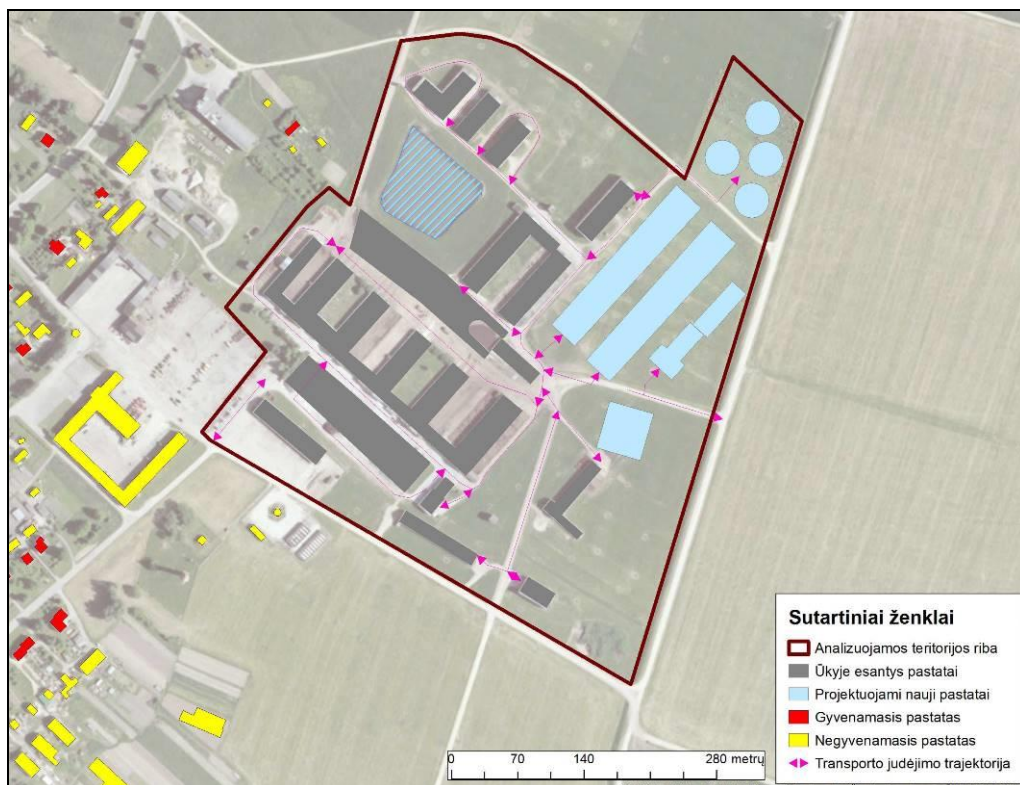 Sutartiniai ženklai
Analizuojamos teritorijos riba
Ūkyje esantys pastatai
Projektuojami nauji pastatai
Gyvenamasis pastatas
Negyvenamasis pastatas
Transporto judėjimo trajektorija
0 70 140 280 metrų